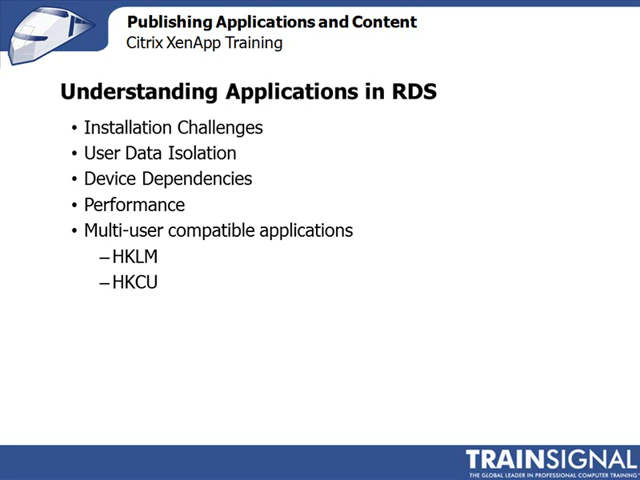 Publishing Applications and Content
Citrix XenApp Training
Understanding Applications in RDS
• Installation Challenges
• User Data Isolation
• Device Dependencies
• Performance
• Multi-user compatible applications
– HKLM
– HKCU
TRAINSIGNAL
THE GLOBAL LEADER IN PROFESSIONAL COMPUTER TRAINING